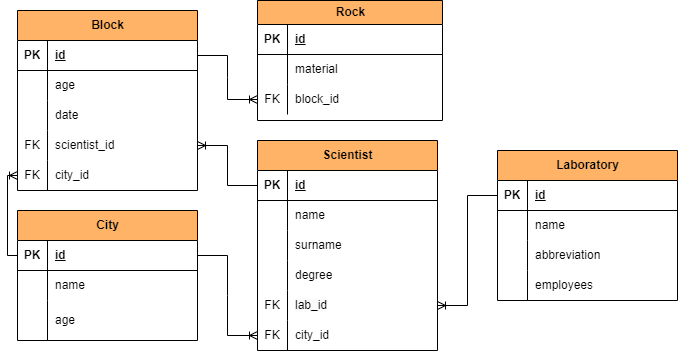 Block
PK id
age
date
FK scientist_id
FK city_id
Rock
PK id
material
FK block_id
Scientist
PK id
name
surname
degree
FK lab_id
FK city_id
Laboratory
PK id
name
abbreviation
employees
City
PK id
name
age